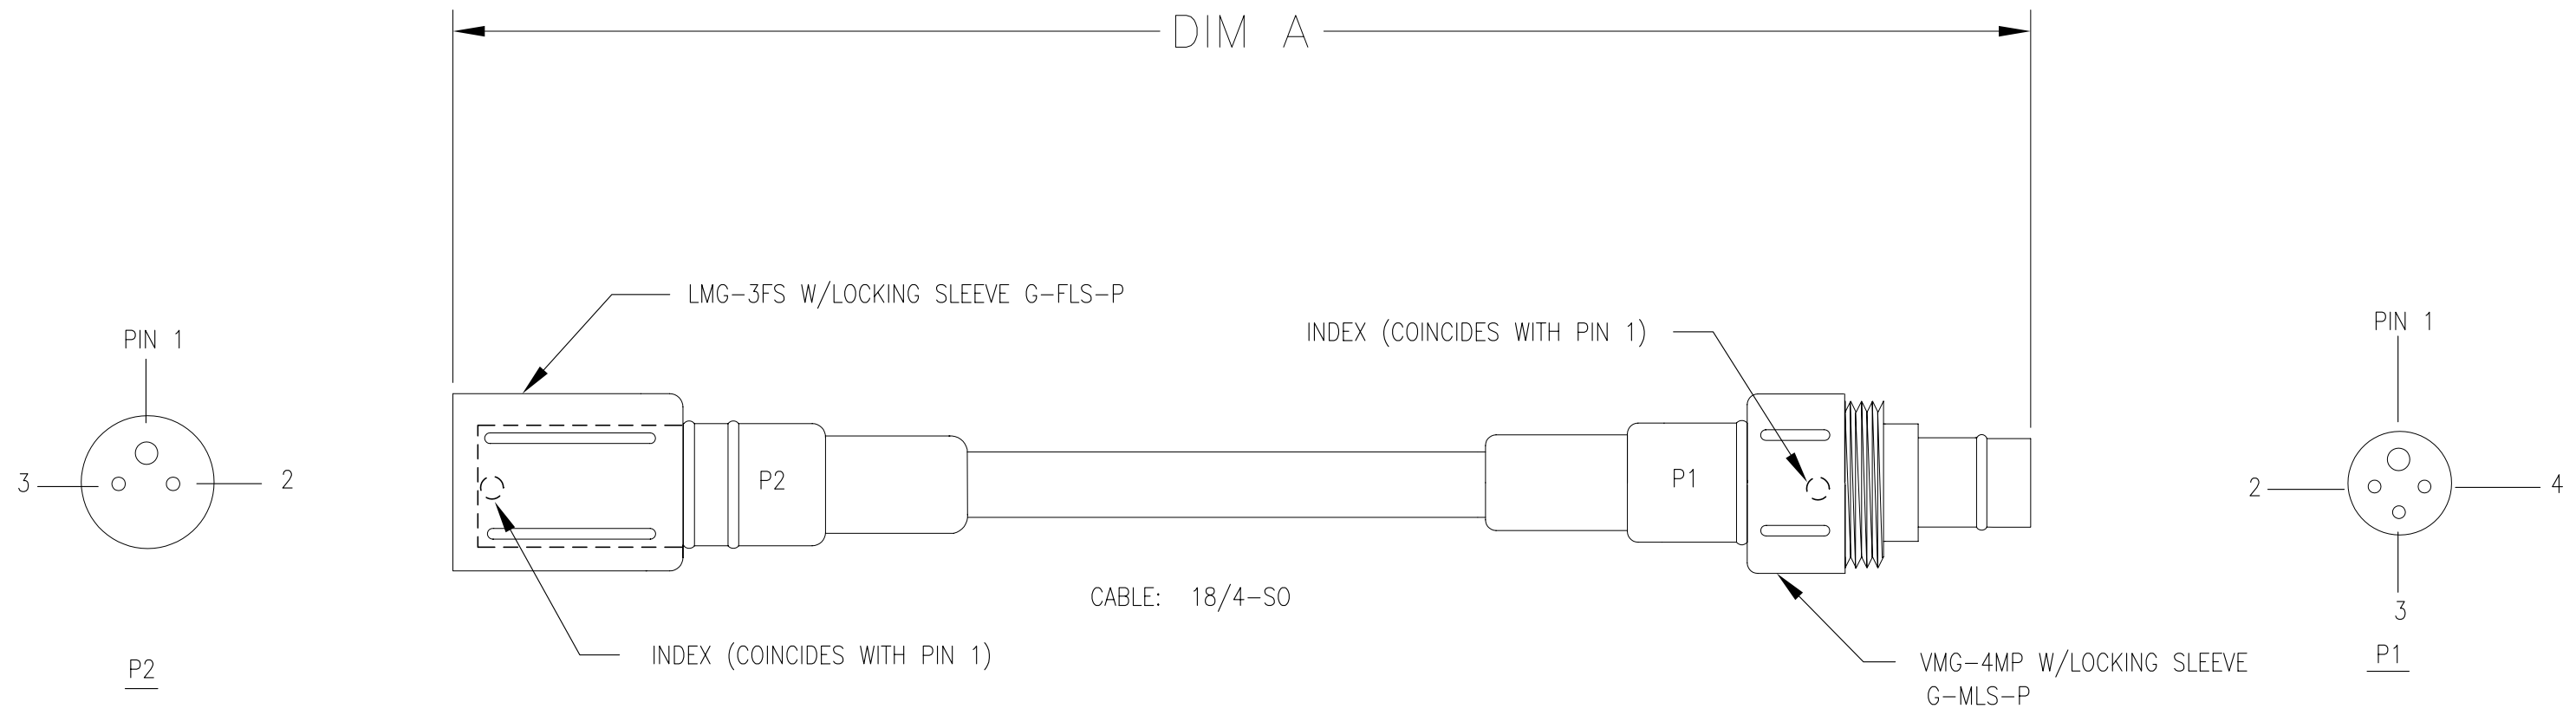 DIM A
LMG-3FS W/LOCKING SLEEVE G-FLS-P
INDEX (COINCIDES WITH PIN 1)
PIN 1
3
2
P2
P2
P1
PIN 1
2
4
3
P1
CABLE: 18/4-SO
INDEX (COINCIDES WITH PIN 1)
VMG-4MP W/LOCKING SLEEVE
G-MLS-P